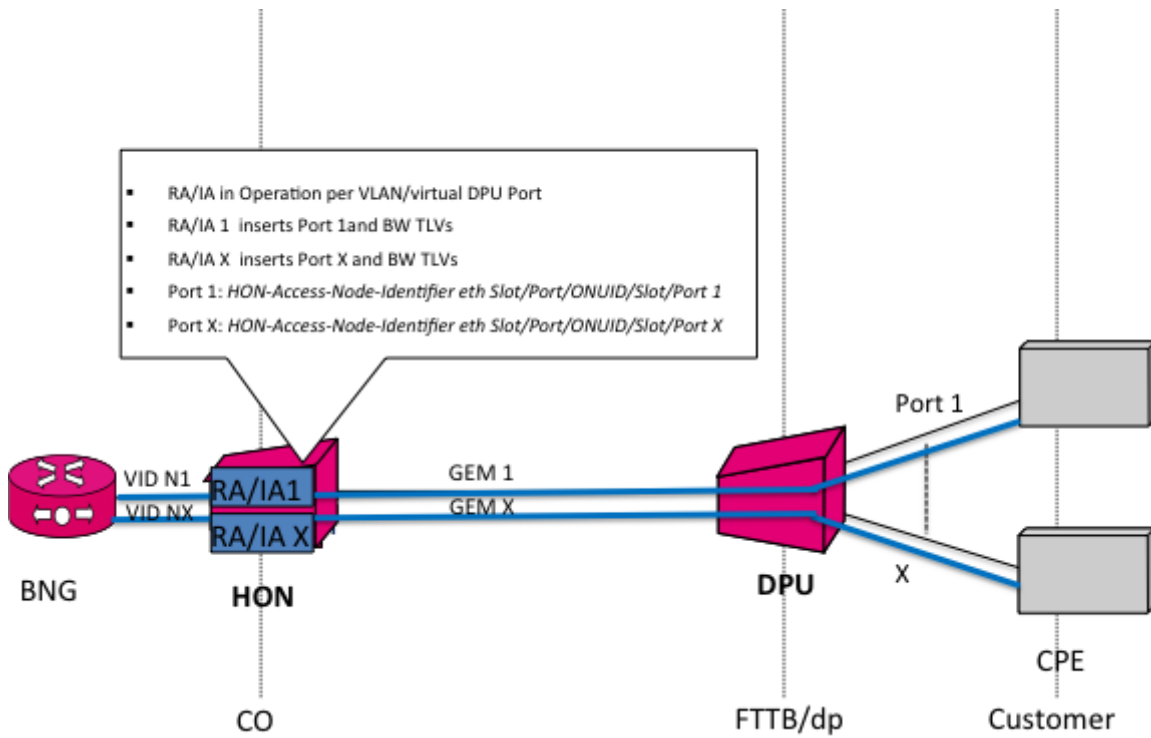 ▪ RA/IA in Operation per VLAN/virtual DPU Port
▪ RA/IA 1 inserts Port 1and BW TLVs
▪ RA/IA X inserts Port X and BW TLVs
▪ Port 1: HON-Access-Node-Identifier eth Slot/Port/ONUID/Slot/Port 1
▪ Port X: HON-Access-Node-Identifier eth Slot/Port/ONUID/Slot/Port X
Port 1
VID N1
RA/IA1
GEM 1
VID NX
RA/IA X
GEM X
X
BNG
HON
DPU
CPE
CO
FTTB/dp
Customer